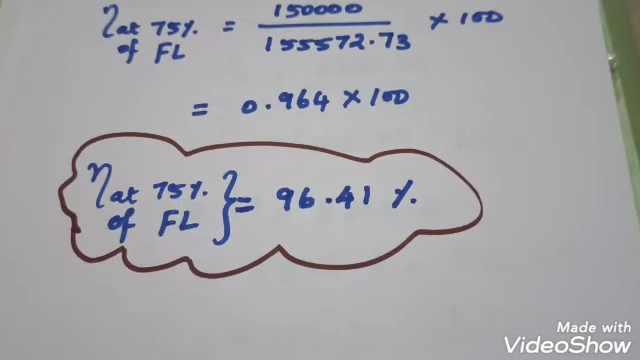 η at 75% of FL = 150000 / 155572.73 × 100
= 0.964 × 100
η at 75% of FL } = 96.41 %.
Made with
VideoShow